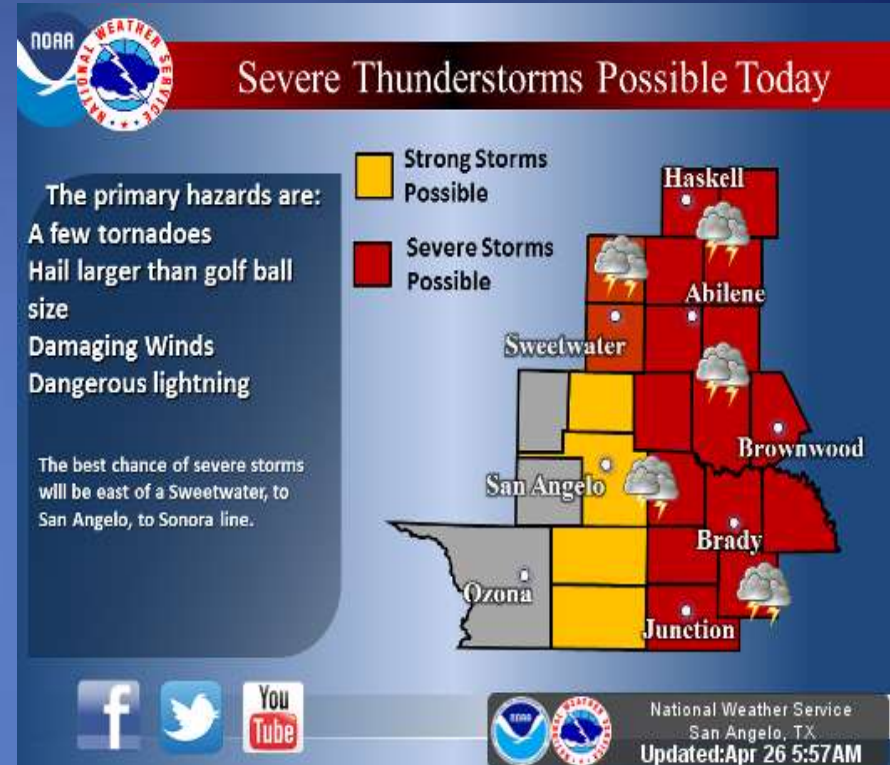 NOAA
NATIONAL WEATHER SERVICE
Severe Thunderstorms Possible Today
The primary hazards are:
A few tornadoes
Hail larger than golf ball
size
Damaging Winds
Dangerous lightning
The best chance of severe storms
will be east of a Sweetwater, to
San Angelo, to Sonora line.
Strong Storms
Possible
Severe Storms
Possible
Haskell
Abilene
Sweetwater
Brownwood
San Angelo
Brady
Ozona
Junction
f
You
Tube
NOAA
National Weather Service
San Angelo, TX
Updated:Apr 26 5:57AM